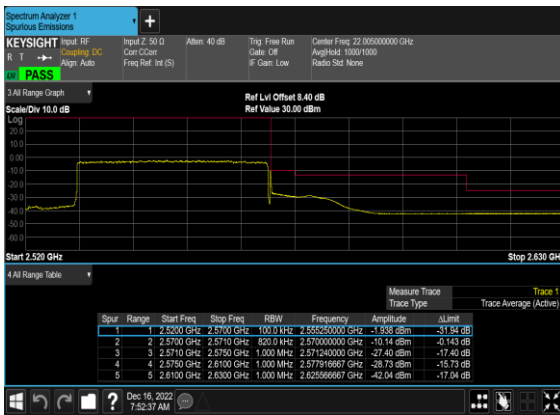 Spectrum Analyzer 1
Spurious Emissions
+
KEYSIGHT Input: RF Input Z: 50 Ω Atten: 40 dB Trig: Free Run Center Freq: 22.005000000 GHz
R T Coupling: DC Corr CCorr Gate: Off Avg|Hold: 1000/1000
Align: Auto Freq Ref: Int (S) IF Gain: Low Radio Std: None
PASS
3 All Range Graph
Ref Lvl Offset 8.40 dB
Scale/Div 10.0 dB Ref Value 30.00 dBm
Log
20.0
10.0
0.00
-10.0
-20.0
-30.0
-40.0
-50.0
-60.0
Start 2.520 GHz Stop 2.630 GH
4 All Range Table
Measure Trace Trace 1
Trace Type Trace Average (Active)
Spur Range Start Freq Stop Freq RBW Frequency Amplitude ΔLimit
1 1 2.5200 GHz 2.5700 GHz 100.0 kHz 2.555250000 GHz -1.938 dBm -31.94 dB
2 2 2.5700 GHz 2.5710 GHz 820.0 kHz 2.570000000 GHz -10.14 dBm -0.143 dB
3 3 2.5710 GHz 2.5750 GHz 1.000 MHz 2.571240000 GHz -27.40 dBm -17.40 dB
4 4 2.5750 GHz 2.6100 GHz 1.000 MHz 2.577916667 GHz -28.73 dBm -15.73 dB
5 5 2.6100 GHz 2.6300 GHz 1.000 MHz 2.625566667 GHz -42.04 dBm -17.04 dB
?
Dec 16, 2022
7:52:37 AM